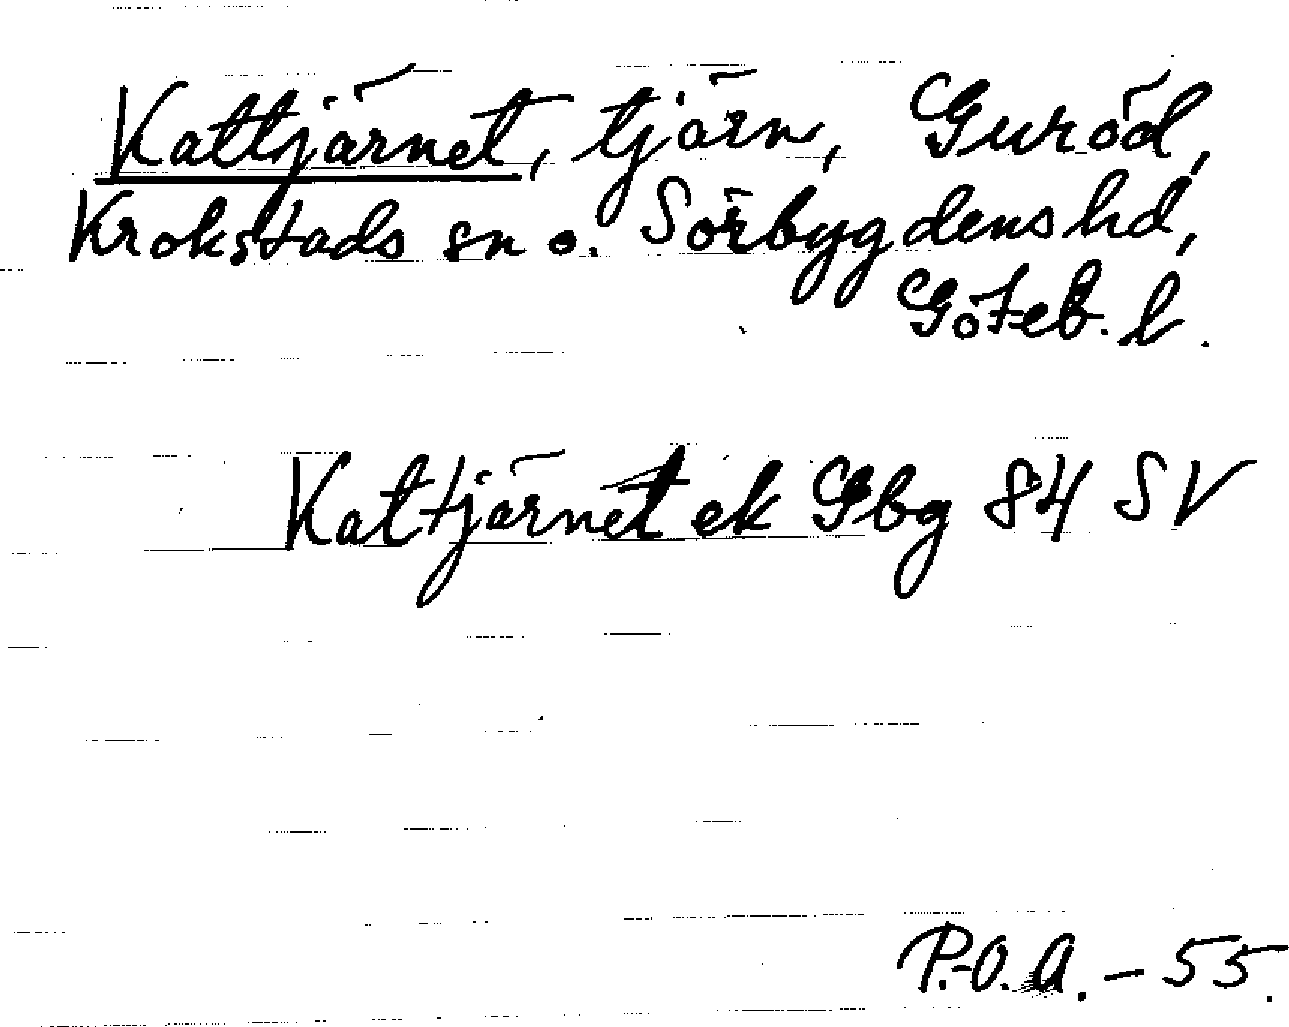 Kattjärnet, tjärn, Guröd,
Krokstads sn o. Sörbygdens hd,
Göteb. l.
Kattjärnet ek Gbg 84 SV
P.-O. A. - 55.